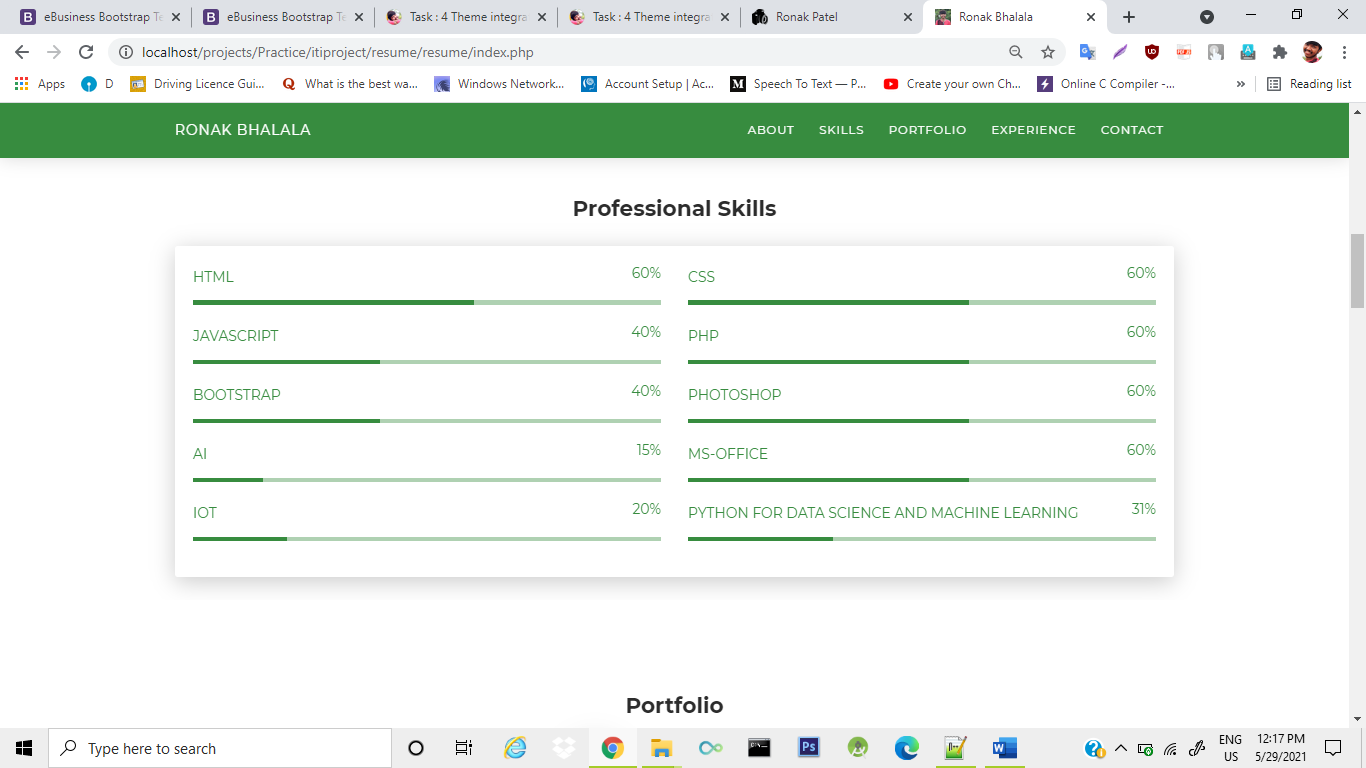 eBusiness Bootstrap Te
eBusiness Bootstrap Te
Task : 4 Theme integra
Task : 4 Theme integra
Ronak Patel
Ronak Bhalala
localhost/projects/Practice/itiproject/resume/resume/index.php
Apps D Driving Licence Gui... What is the best wa... Windows Network... Account Setup | Ac... Speech To Text — P... Create your own Ch... Online C Compiler -... » Reading list
RONAK BHALALA ABOUT SKILLS PORTFOLIO EXPERIENCE CONTACT
Professional Skills
HTML 60%
CSS 60%
JAVASCRIPT 40%
PHP 60%
BOOTSTRAP 40%
PHOTOSHOP 60%
AI 15%
MS-OFFICE 60%
IOT 20%
PYTHON FOR DATA SCIENCE AND MACHINE LEARNING 31%
Portfolio
Type here to search
ENG
US
12:17 PM
5/29/2021